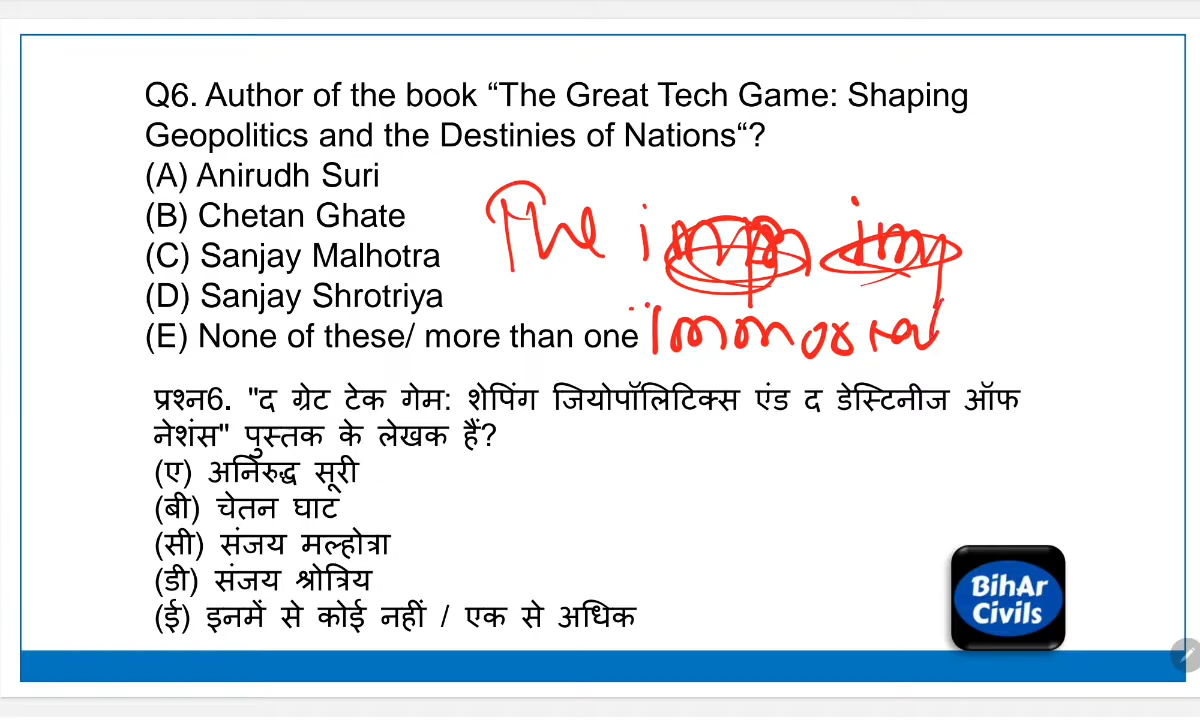 Q6. Author of the book “The Great Tech Game: Shaping
Geopolitics and the Destinies of Nations“?
(A) Anirudh Suri
(B) Chetan Ghate
(C) Sanjay Malhotra
(D) Sanjay Shrotriya
(E) None of these/ more than one
The
Immortal
प्रश्न6. "द ग्रेट टेक गेम: शेपिंग जियोपॉलिटिक्स एंड द डेस्टिनीज ऑफ
नेशंस" पुस्तक के लेखक हैं?
(ए) अनिरुद्ध सूरी
(बी) चेतन घाटे
(सी) संजय मल्होत्रा
(डी) संजय श्रोत्रिय
(ई) इनमें से कोई नहीं / एक से अधिक
BihAr
Civils